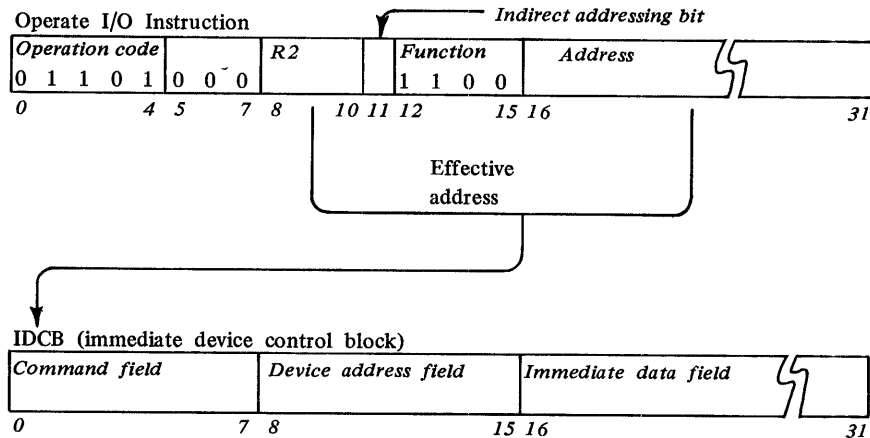 Operate I/O Instruction
Indirect addressing bit
Operation code R2 Function Address
0 1 1 0 1 0 0 0 1 1 0 0
0 4 5 7 8 10 11 12 15 16 31
Effective
address
IDCB (immediate device control block)
Command field Device address field Immediate data field
0 7 8 15 16 31